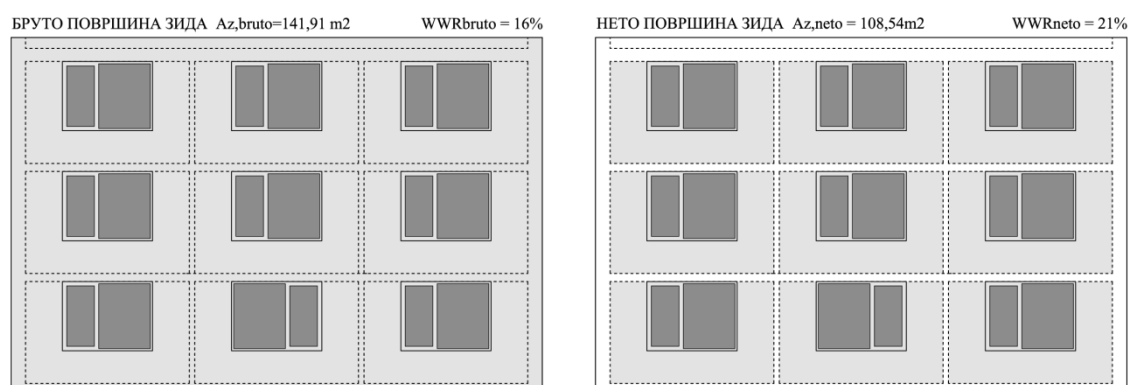 БРУТО ПОВРШИНА ЗИДА Az,bruto=141,91 m2 WWRbruto = 16%
НЕТО ПОВРШИНА ЗИДА Az,neto = 108,54m2 WWRneto = 21%